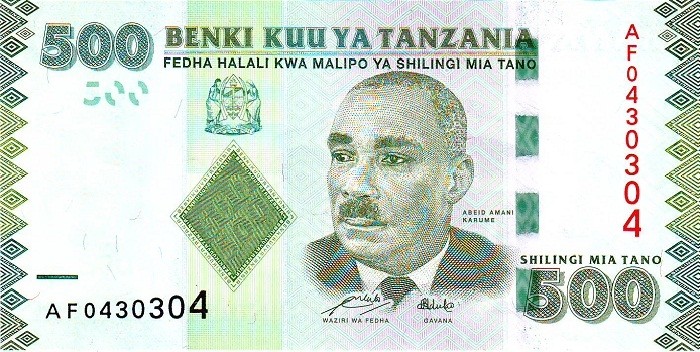 500 BENKI KUU YA TANZANIA
FEDHA HALALI KWA MALIPO YA SHILINGI MIA TANO
500
AF0430304
ABEID AMANI
KARUME
SHILINGI MIA TANO
500
AF0430304
WAZIRI WA FEDHA
GAVANA